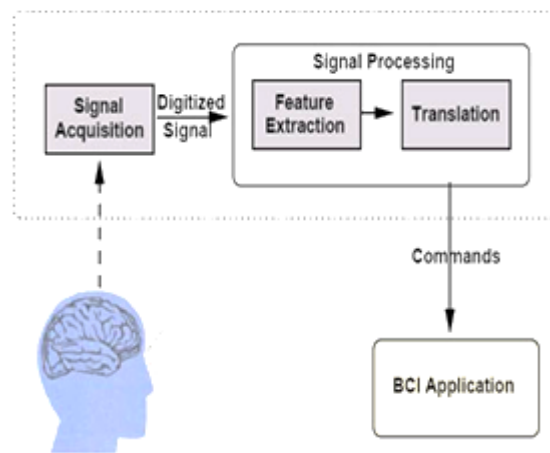 Signal Processing
Signal
Acquisition
Digitized
Signal
Feature
Extraction
Translation
Commands
BCI Application